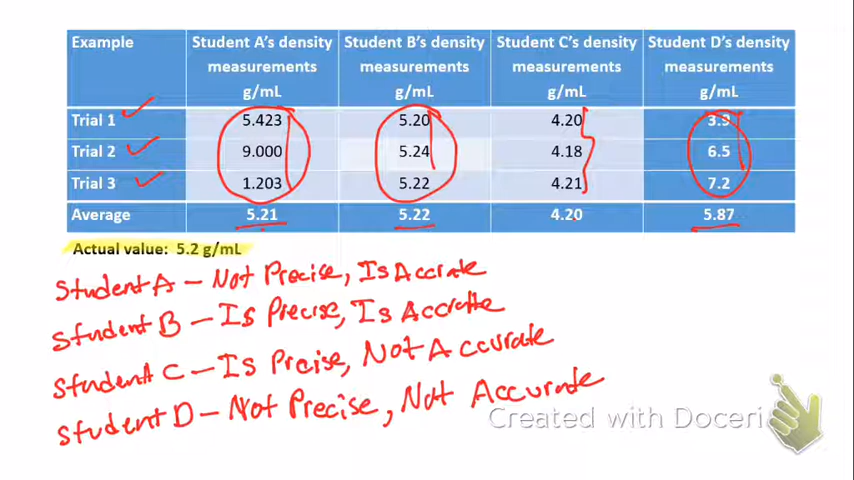 Example Student A's density measurements g/mL Student B's density measurements g/mL Student C's density measurements g/mL Student D's density measurements g/mL
Trial 1 5.423 5.20 4.20 3.9
Trial 2 9.000 5.24 4.18 6.5
Trial 3 1.203 5.22 4.21 7.2
Average 5.21 5.22 4.20 5.87
Actual value: 5.2 g/mL
Student A - Not Precise, Is Accrate
Student B - Is Precise, Is Accratte
Student C - Is Precise, Not Accurate
Student D - Not Precise, Not Accurate
Created with Doceri